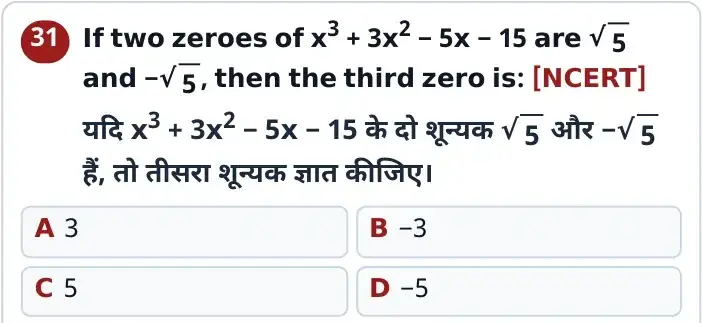 31 If two zeroes of x³ + 3x² − 5x − 15 are √5
and −√5, then the third zero is: [NCERT]
यदि x³ + 3x² − 5x − 15 के दो शून्यक √5 और −√5
हैं, तो तीसरा शून्यक ज्ञात कीजिए।
A 3
B −3
C 5
D −5